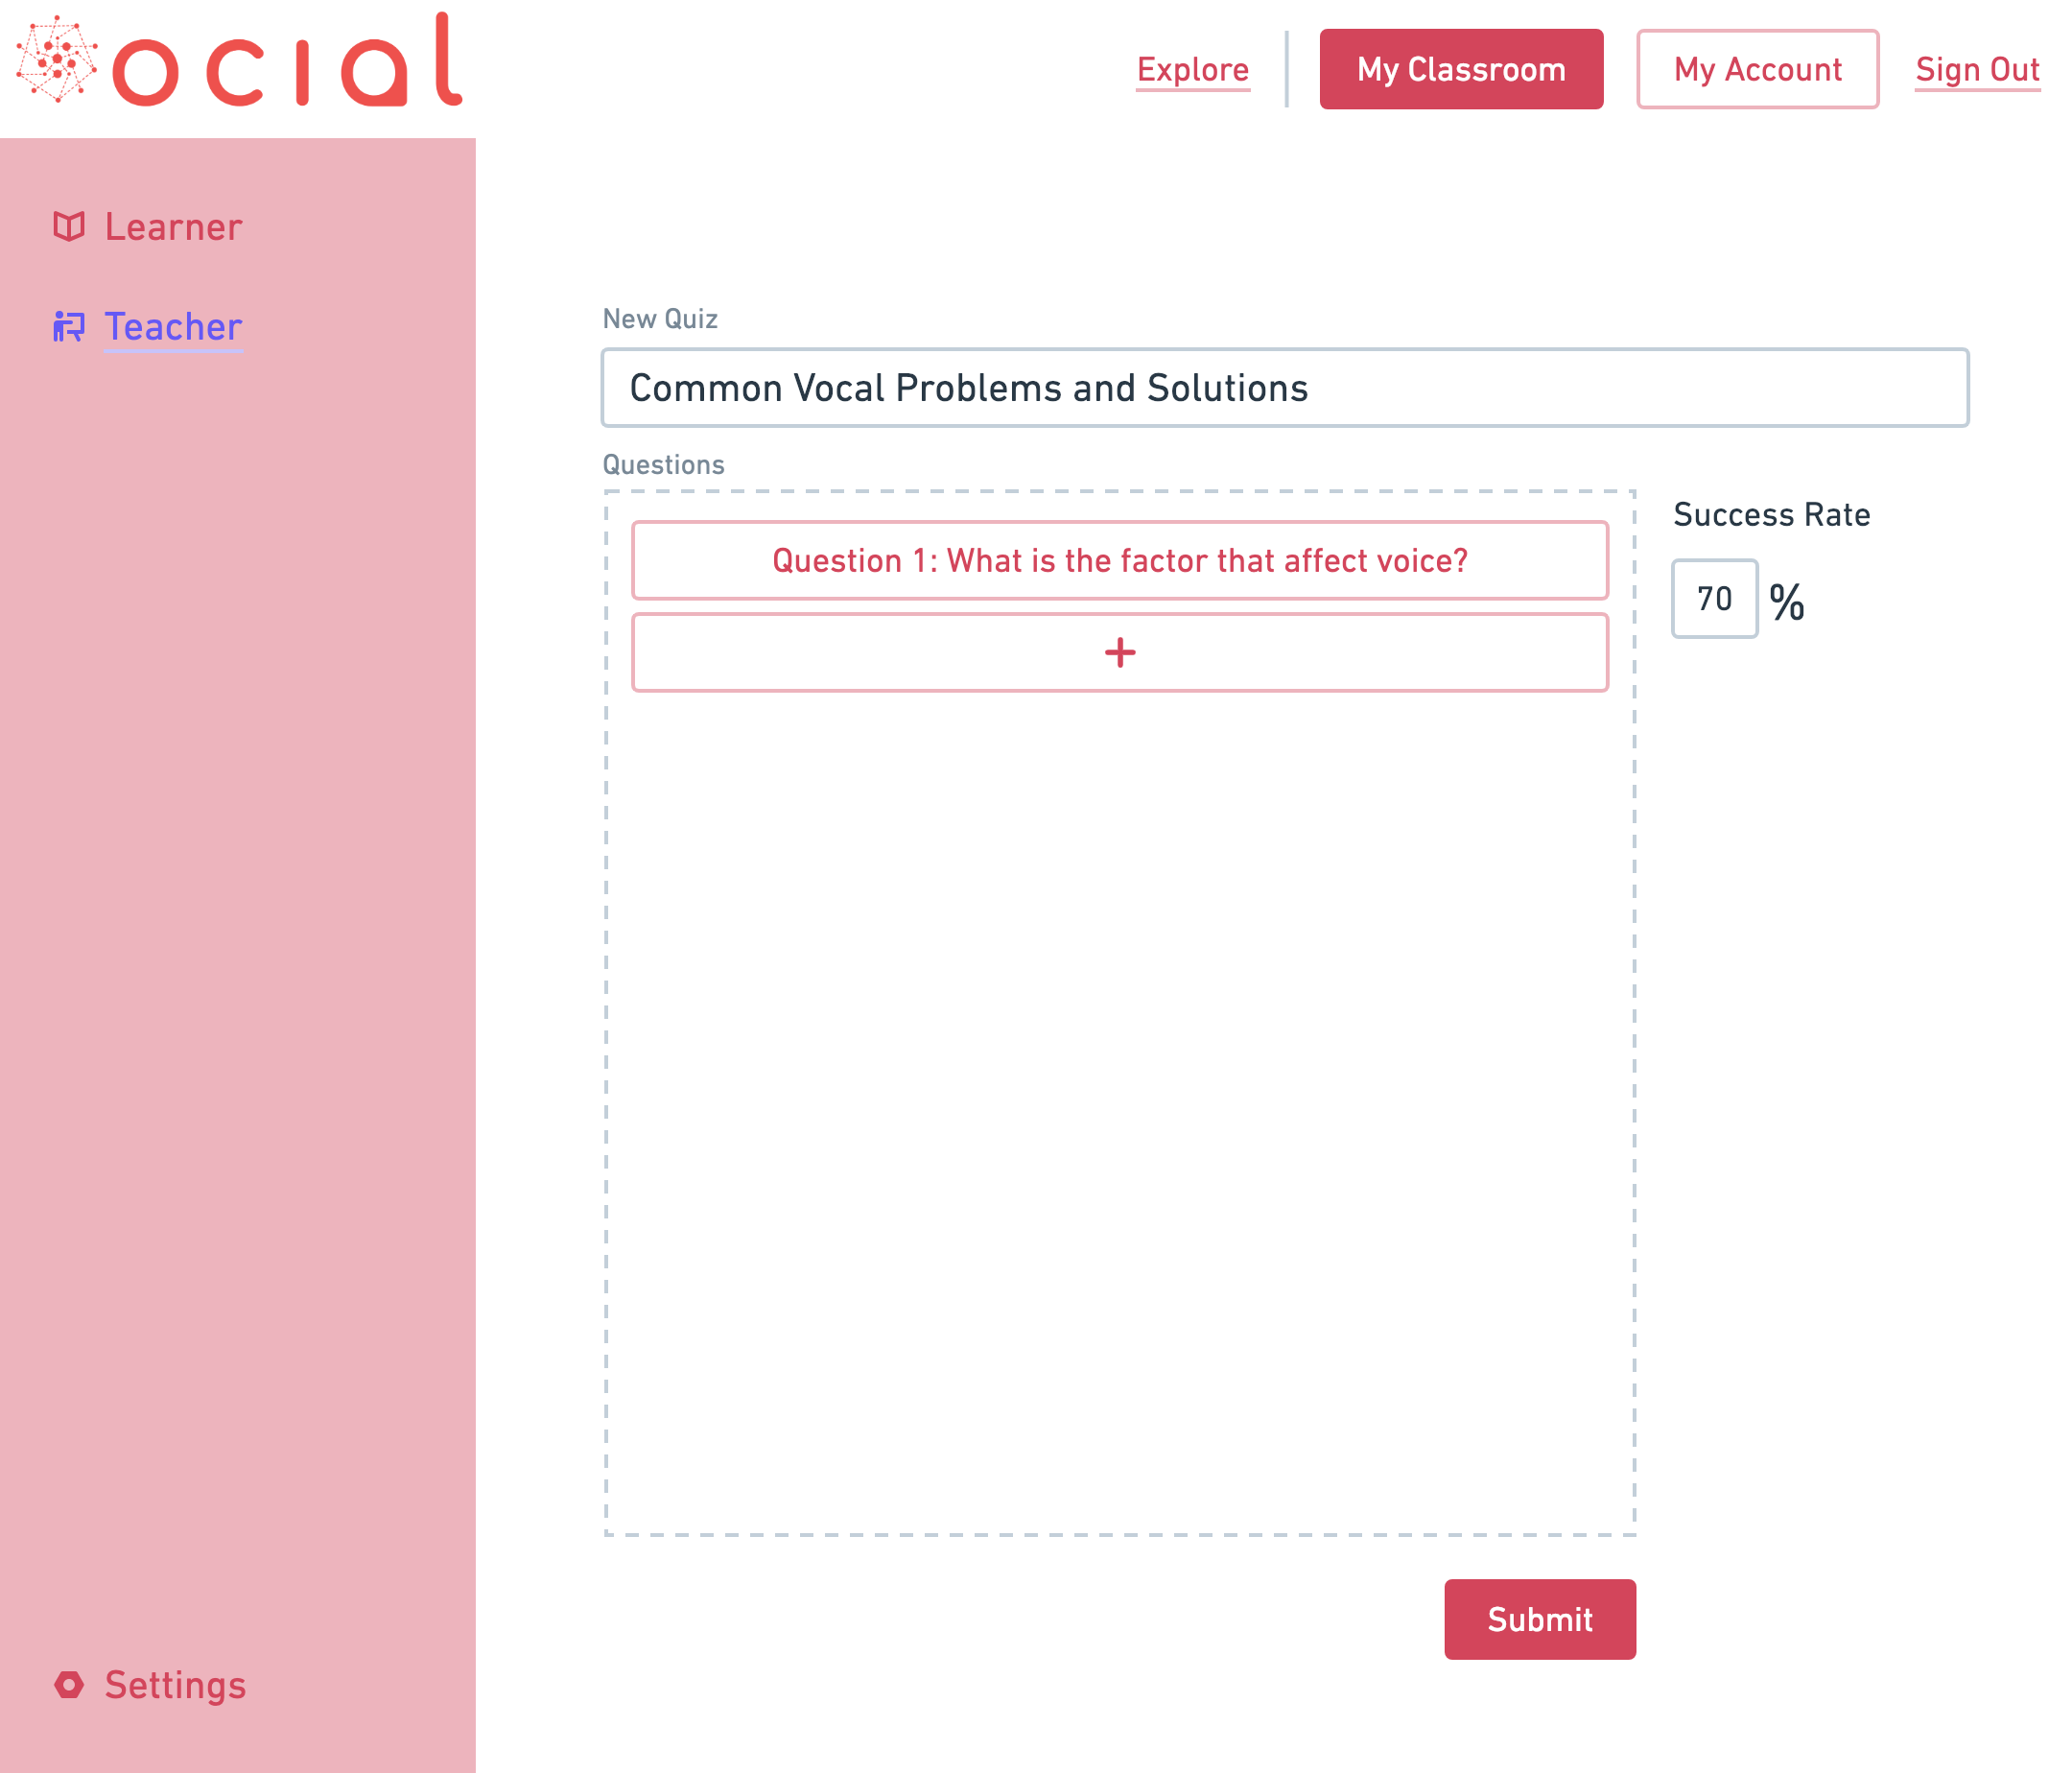 ocial
Explore
My Classroom
My Account
Sign Out
Learner
Teacher
New Quiz
Common Vocal Problems and Solutions
Questions
Question 1: What is the factor that affect voice?
+
Success Rate
70 %
Submit
Settings